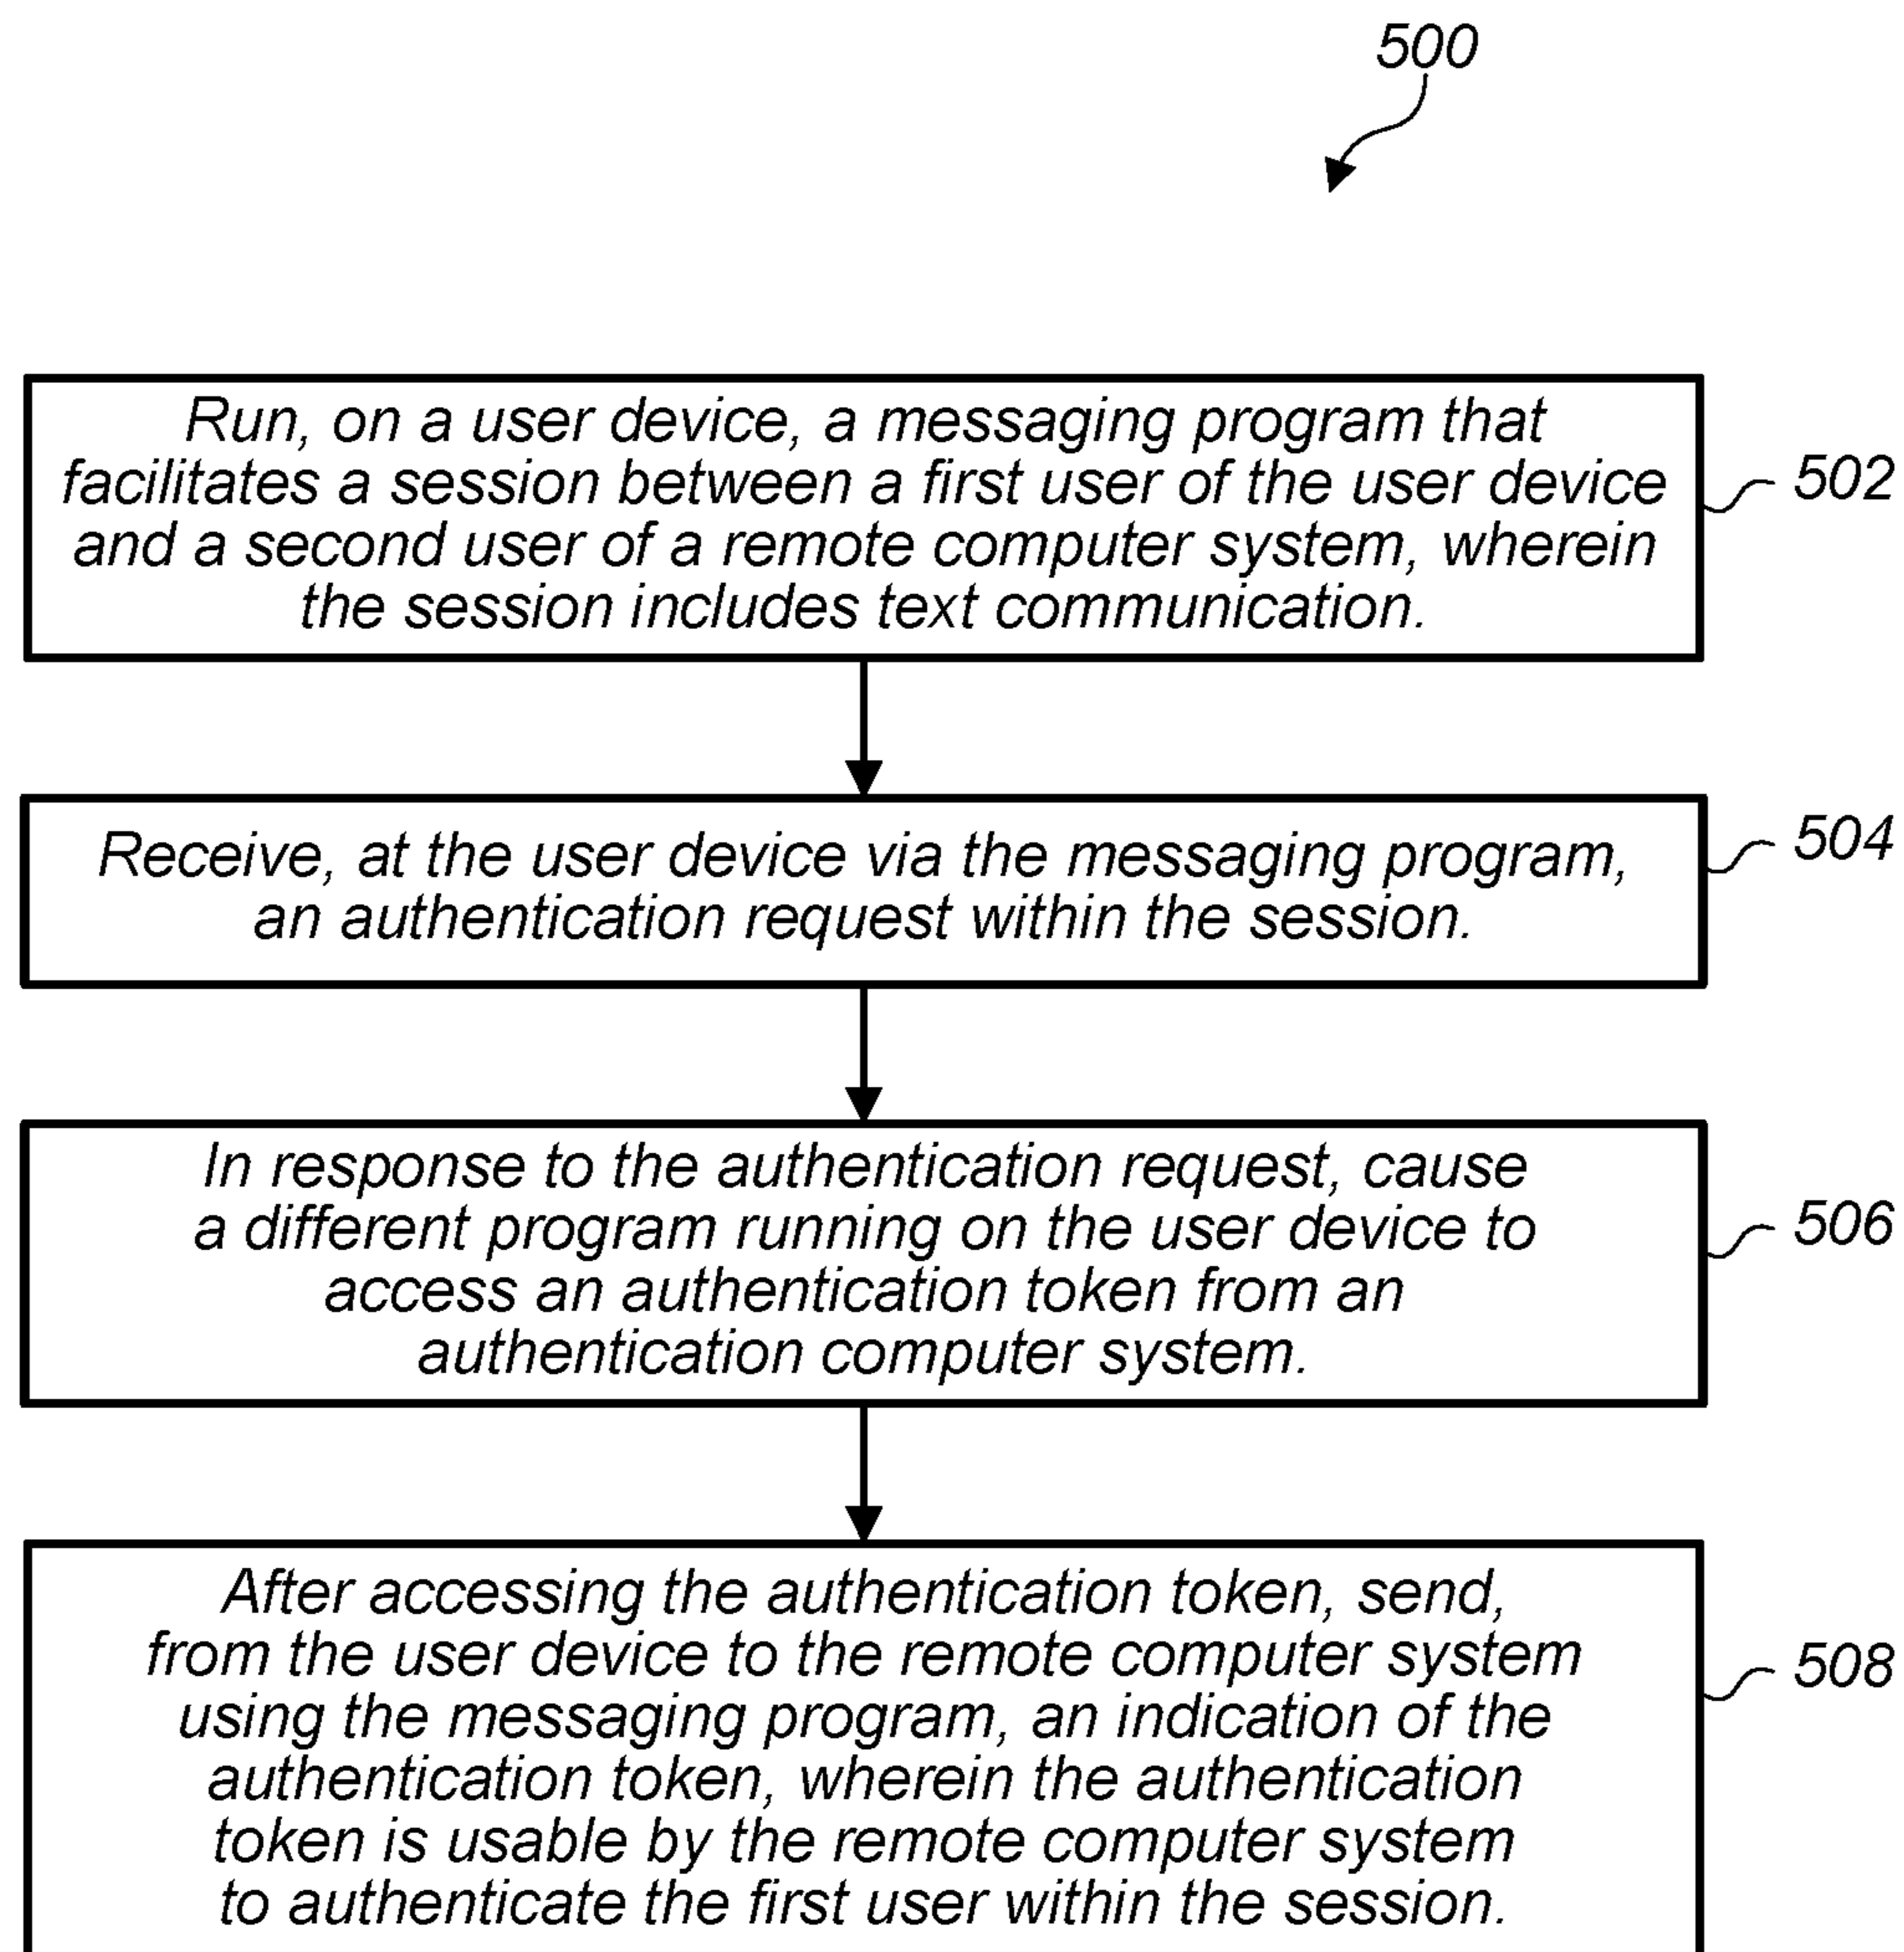 500
Run, on a user device, a messaging program that
facilitates a session between a first user of the user device
and a second user of a remote computer system, wherein
the session includes text communication.
502
Receive, at the user device via the messaging program,
an authentication request within the session.
504
In response to the authentication request, cause
a different program running on the user device to
access an authentication token from an
authentication computer system.
506
After accessing the authentication token, send,
from the user device to the remote computer system
using the messaging program, an indication of the
authentication token, wherein the authentication
token is usable by the remote computer system
to authenticate the first user within the session.
508